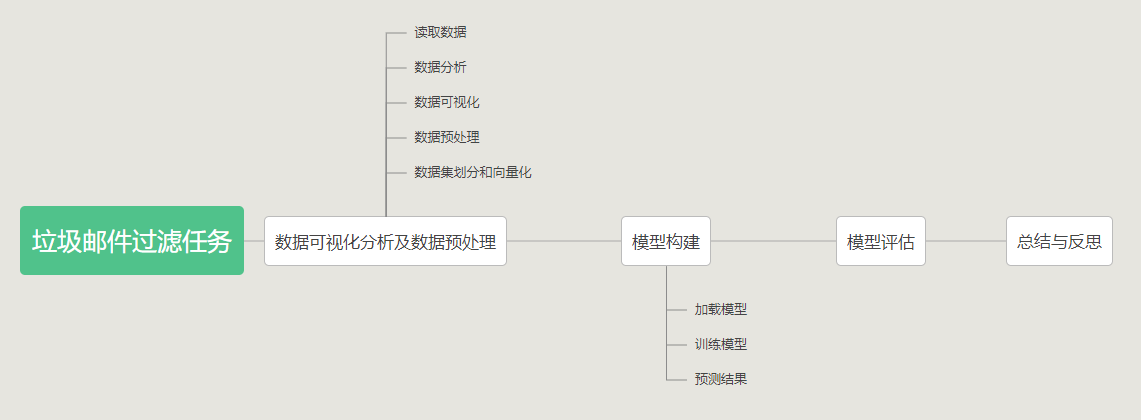 垃圾邮件过滤任务
数据可视化分析及数据预处理
读取数据
数据分析
数据可视化
数据预处理
数据集划分和向量化
模型构建
加载模型
训练模型
预测结果
模型评估
总结与反思